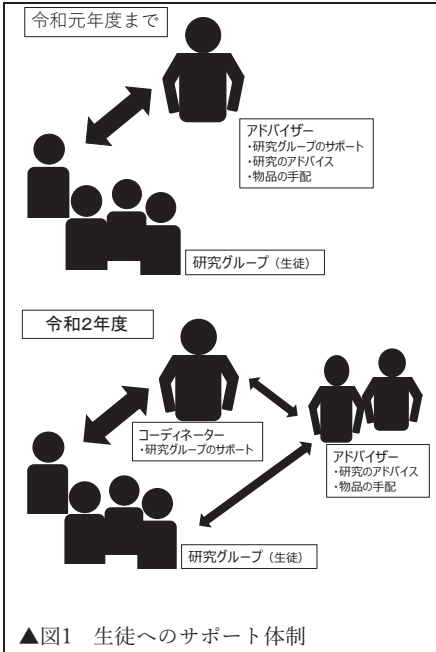 令和元年度まで
アドバイザー
・研究グループのサポート
・研究のアドバイス
・物品の手配
研究グループ（生徒）
令和2年度
コーディネーター
・研究グループのサポート
アドバイザー
・研究のアドバイス
・物品の手配
研究グループ（生徒）
▲図1　生徒へのサポート体制